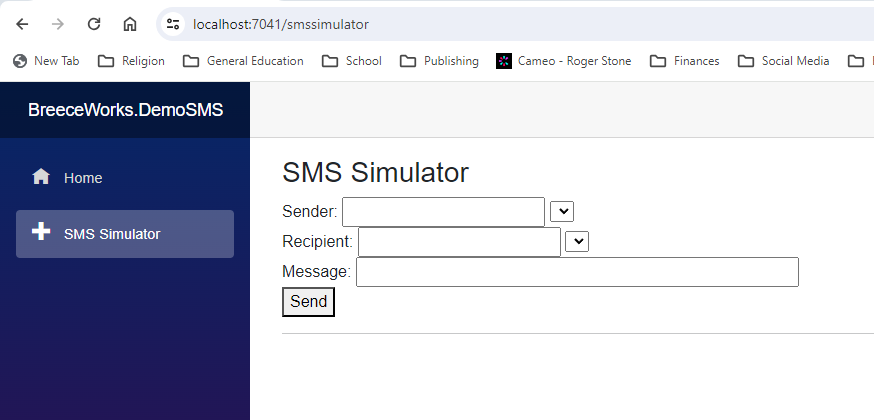 localhost:7041/smssimulator
New Tab Religion General Education School Publishing Cameo - Roger Stone Finances Social Media
BreeceWorks.DemoSMS
Home
SMS Simulator
SMS Simulator
Sender:
Recipient:
Message:
Send